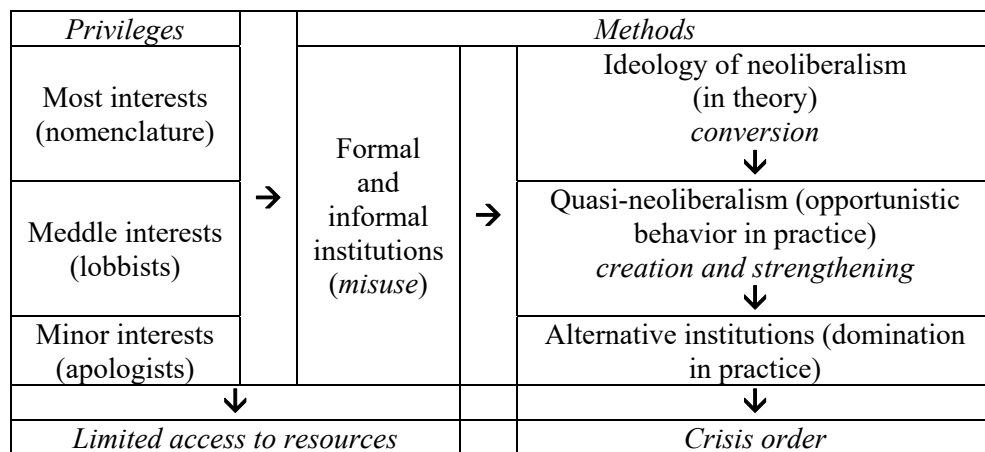 Privileges
Methods
Most interests
(nomenclature)
Meddle interests
(lobbists)
Minor interests
(apologists)
→
Formal
and
informal
institutions
(misuse)
→
Ideology of neoliberalism
(in theory)
conversion
↓
Quasi-neoliberalism (opportunistic
behavior in practice)
creation and strengthening
↓
Alternative institutions (domination
in practice)
↓
↓
Limited access to resources
Crisis order